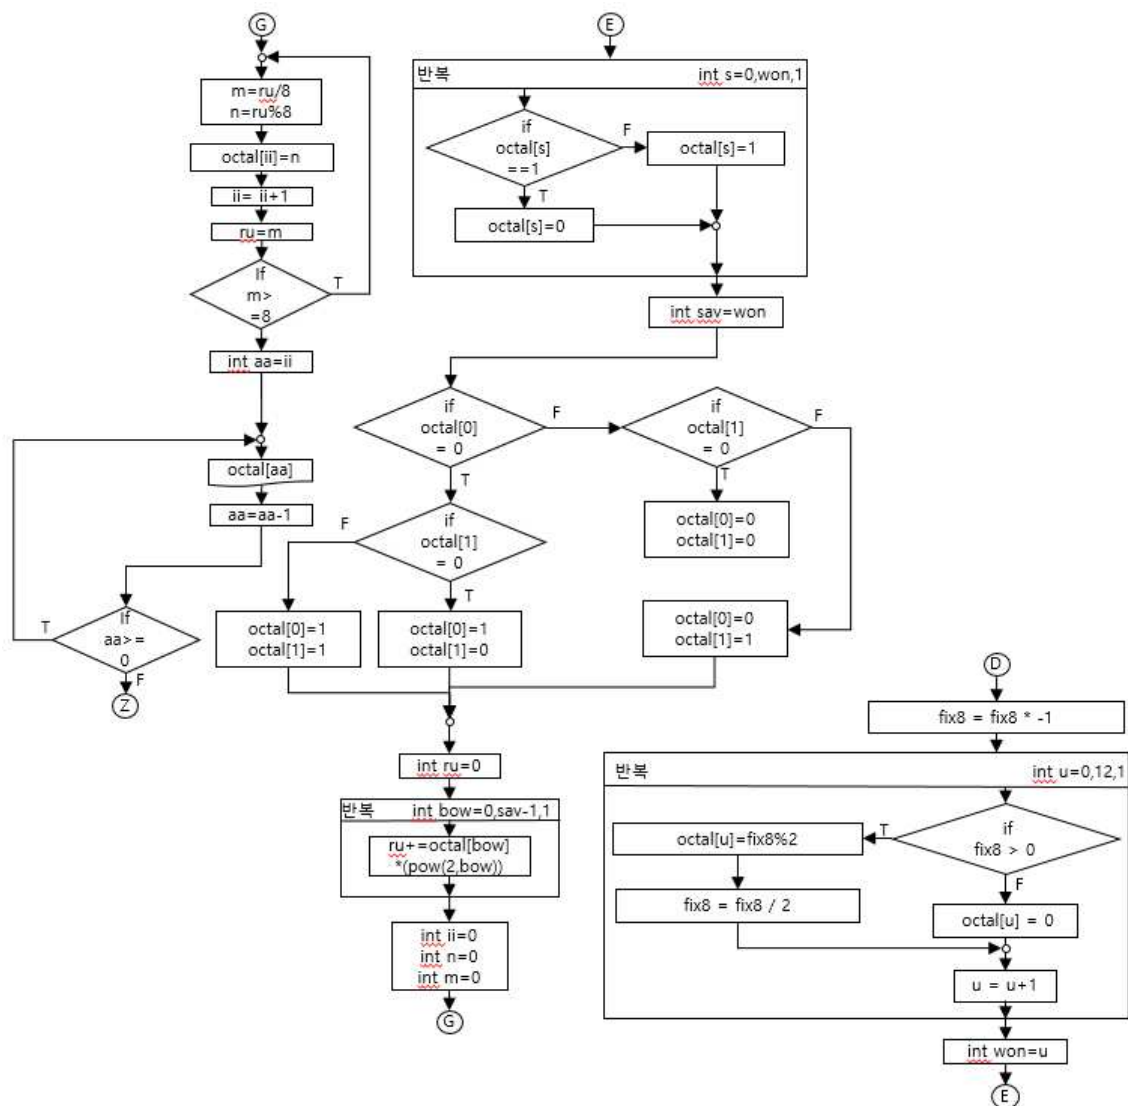 G
m=ru/8
n=ru%8
octal[ii]=n
ii= ii+1
ru=m
If
m>
=8
T
int aa=ii
octal[aa]
aa=aa-1
If
aa>=
0
T
F
Z
E
반복
int s=0,won,1
if
octal[s]
==1
F
octal[s]=1
T
octal[s]=0
int sav=won
if
octal[0]
= 0
F
T
if
octal[1]
= 0
F
T
octal[0]=0
octal[1]=0
if
octal[1]
= 0
F
T
octal[0]=1
octal[1]=1
octal[0]=1
octal[1]=0
octal[0]=0
octal[1]=1
int ru=0
반복
int bow=0,sav-1,1
ru+=octal[bow]
*(pow(2,bow))
int ii=0
int n=0
int m=0
G
D
fix8 = fix8 * -1
반복
int u=0,12,1
if
fix8 > 0
T
F
octal[u]=fix8%2
fix8 = fix8 / 2
octal[u] = 0
u = u+1
int won=u
E